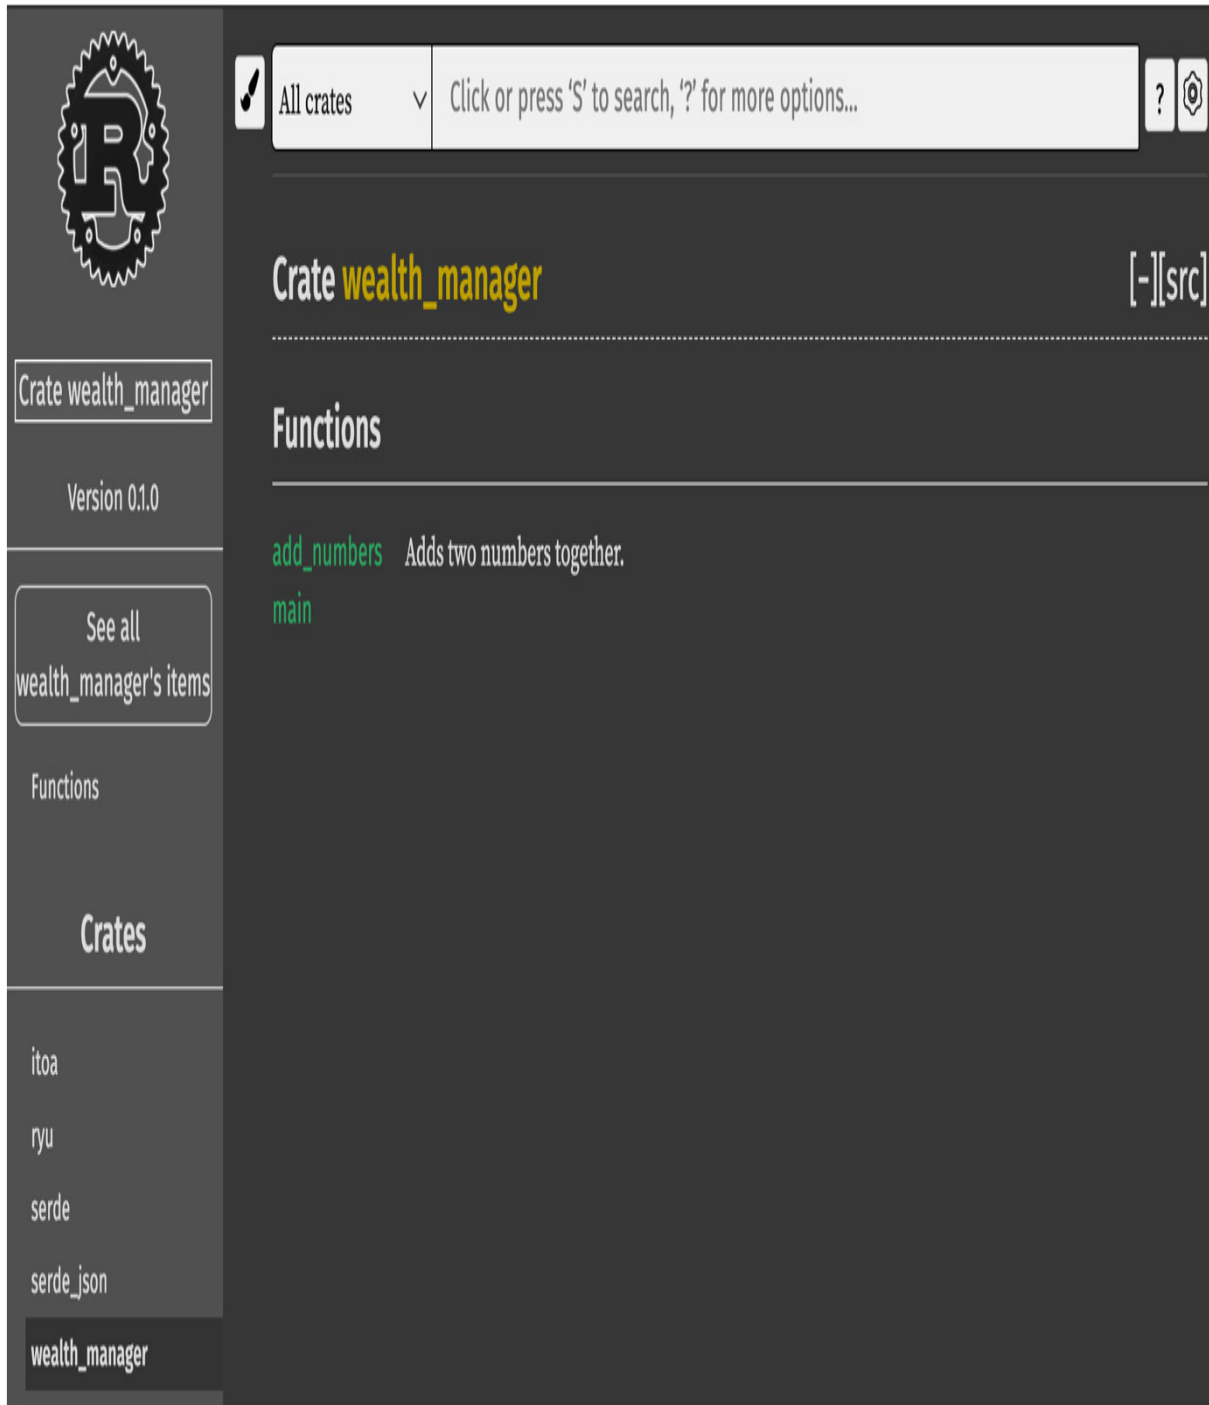 R
Crate wealth_manager
Version 0.1.0
See all
wealth_manager's items
Functions
Crates
itoa
ryu
serde
serde_json
wealth_manager
All crates
Click or press ‘S’ to search, ‘?’ for more options…
?
Crate wealth_manager
[-][src]
Functions
add_numbers Adds two numbers together.
main